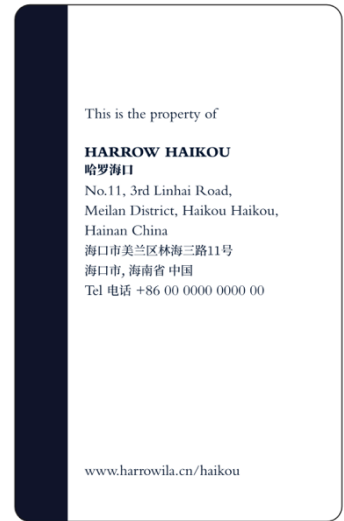 This is the property of
HARROW HAIKOU
哈罗海口
No.11, 3rd Linhai Road,
Meilan District, Haikou Haikou,
Hainan China
海口市美兰区林海三路11号
海口市, 海南省 中国
Tel 电话 +86 00 0000 0000 00
www.harrowila.cn/haikou